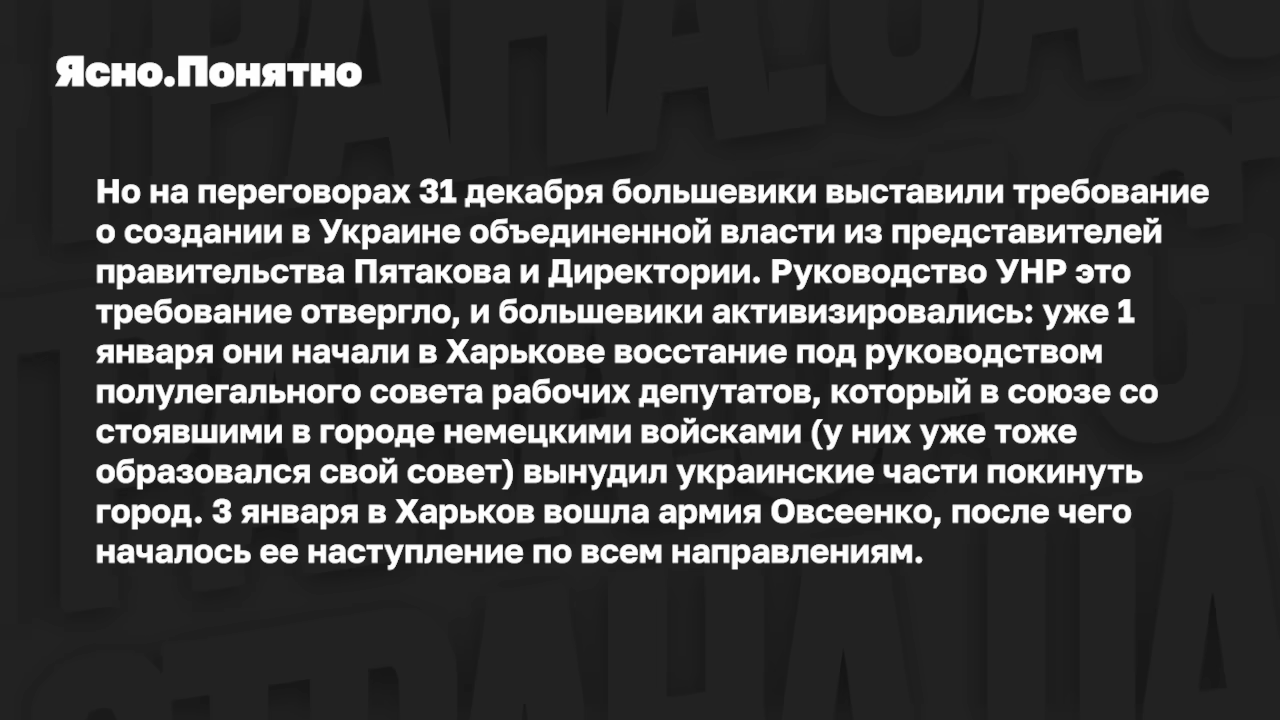 Ясно.Понятно
Но на переговорах 31 декабря большевики выставили требование
о создании в Украине объединенной власти из представителей
правительства Пятакова и Директории. Руководство УНР это
требование отвергло, и большевики активизировались: уже 1
января они начали в Харькове восстание под руководством
полулегального совета рабочих депутатов, который в союзе со
стоявшими в городе немецкими войсками (у них уже тоже
образовался свой совет) вынудил украинские части покинуть
город. 3 января в Харьков вошла армия Овсеенко, после чего
началось ее наступление по всем направлениям.